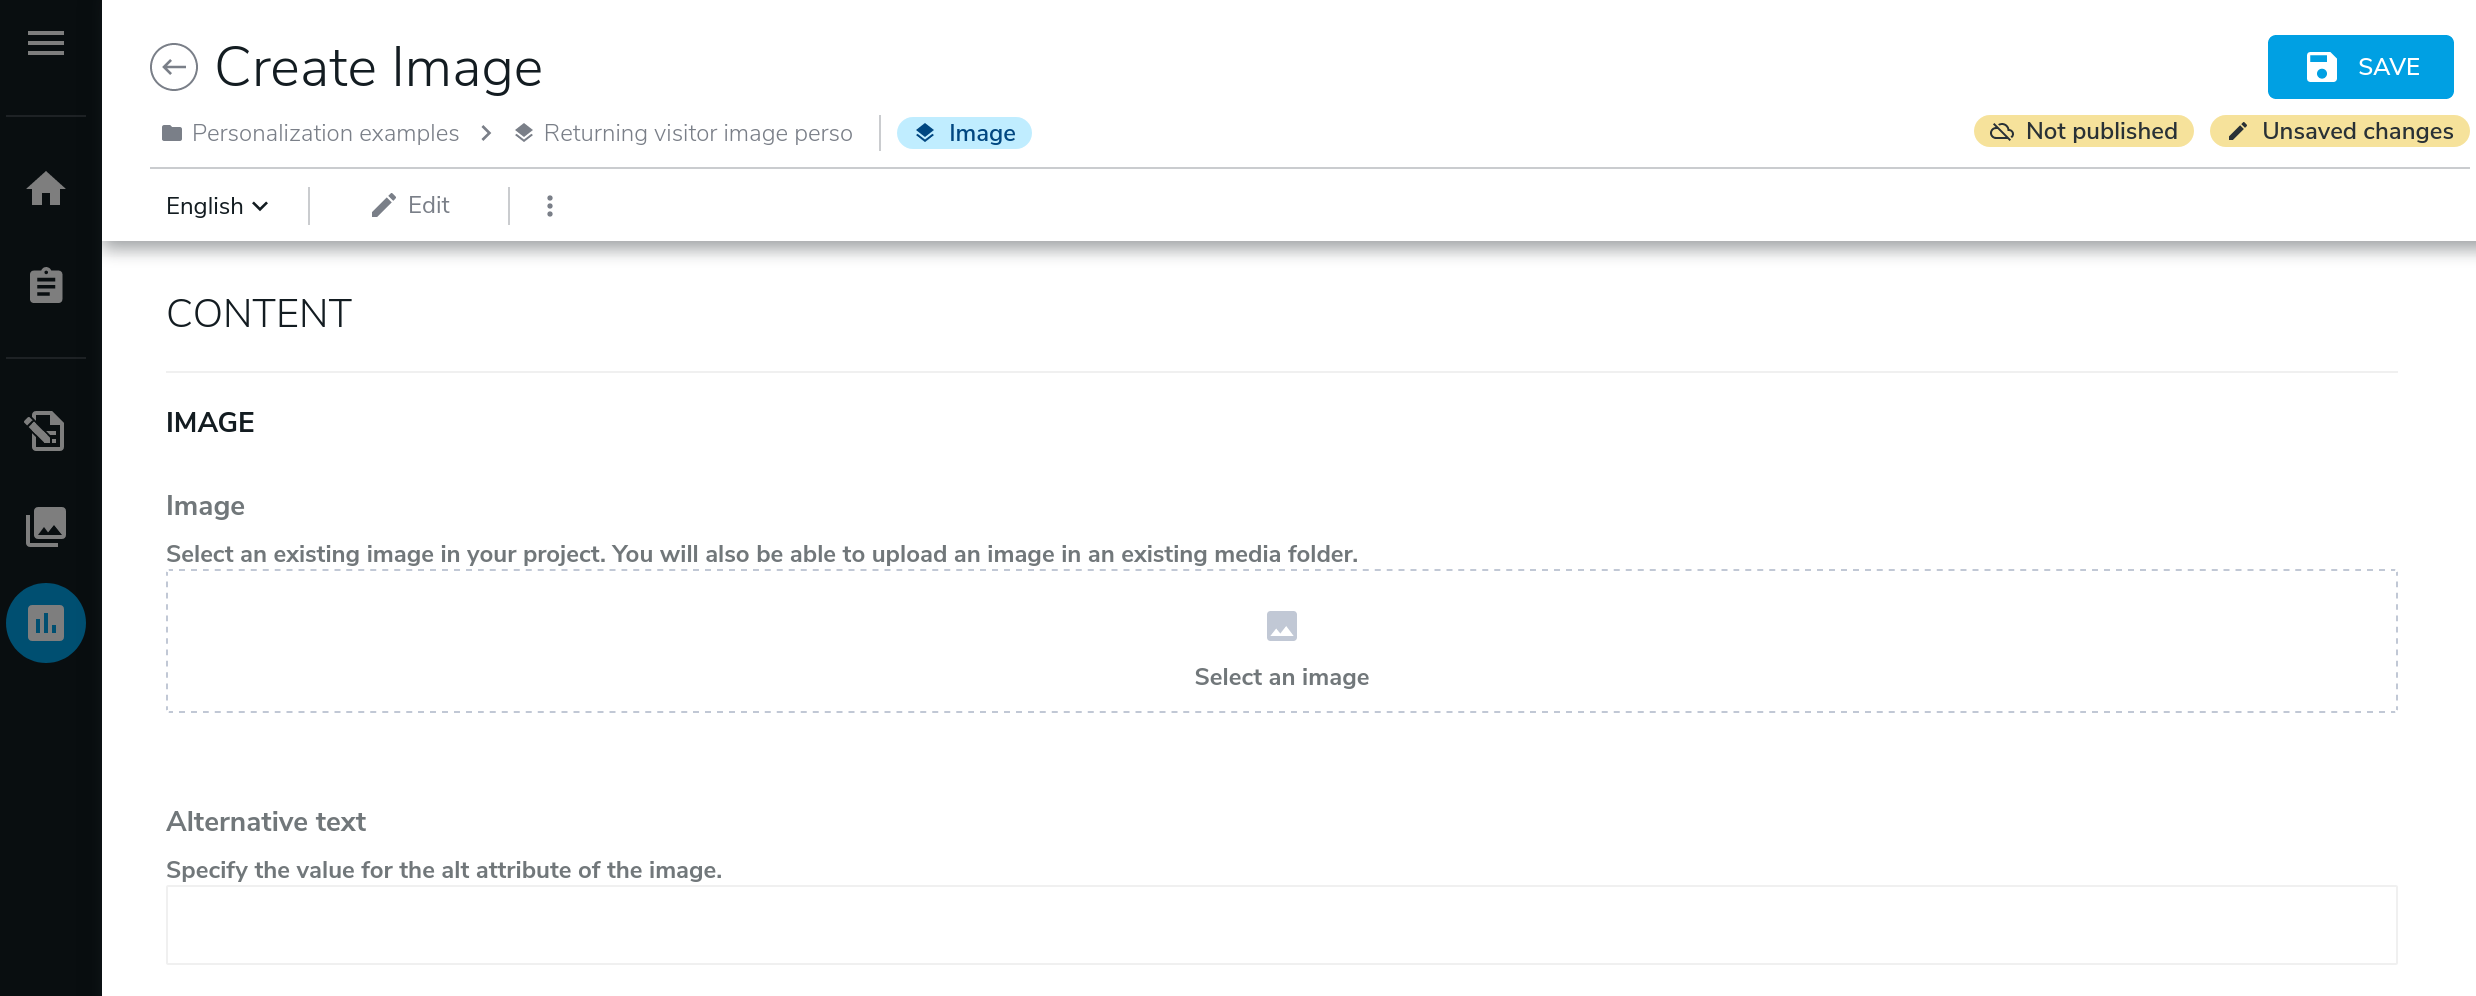 Create Image
SAVE
Personalization examples
Returning visitor image perso
Image
Not published
Unsaved changes
English
Edit
CONTENT
IMAGE
Image
Select an existing image in your project. You will also be able to upload an image in an existing media folder.
Select an image
Alternative text
Specify the value for the alt attribute of the image.